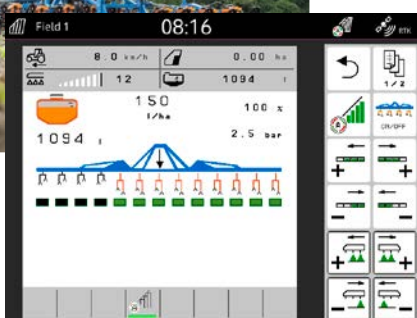 Field 1 08:16 RTK
8.0 km/h 0.00 ha
12 1094 l
1/2
150 100 %
l/ha
ON/OFF
1094 l 2.5 bar